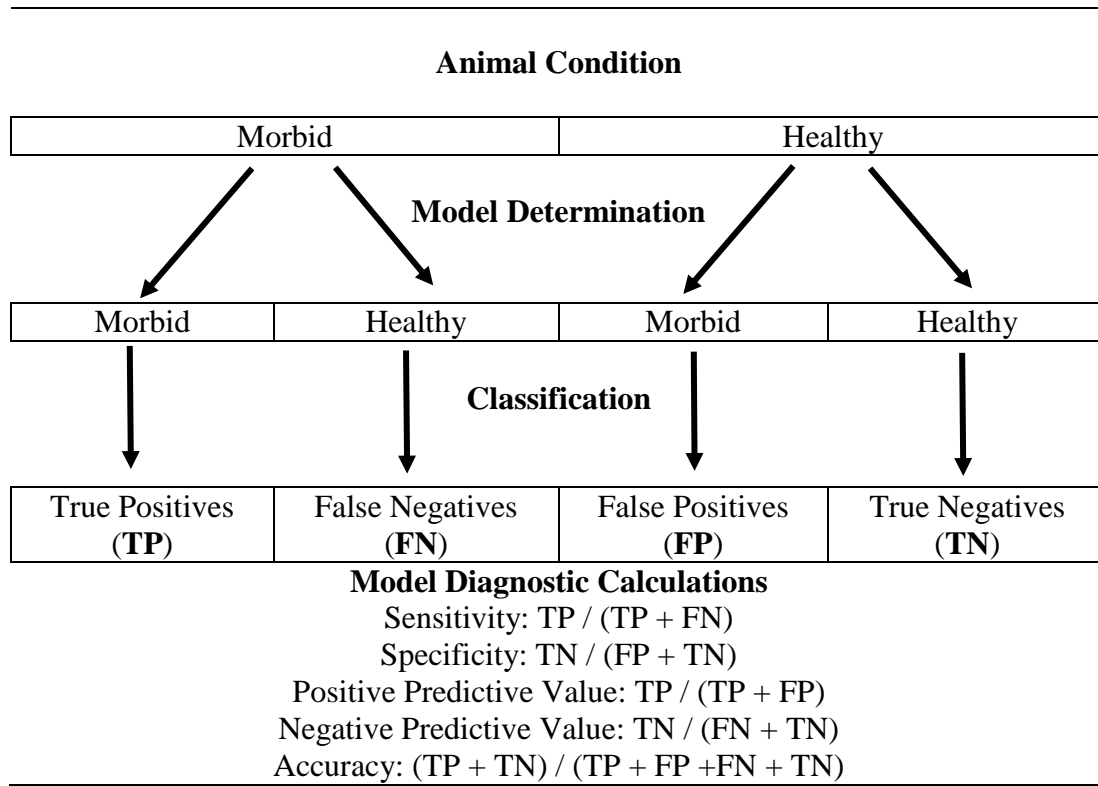 Animal Condition
Morbid Healthy
Model Determination
Morbid Healthy Morbid Healthy
Classification
True Positives False Negatives False Positives True Negatives
(TP) (FN) (FP) (TN)
Model Diagnostic Calculations
Sensitivity: TP / (TP + FN)
Specificity: TN / (FP + TN)
Positive Predictive Value: TP / (TP + FP)
Negative Predictive Value: TN / (FN + TN)
Accuracy: (TP + TN) / (TP + FP +FN + TN)